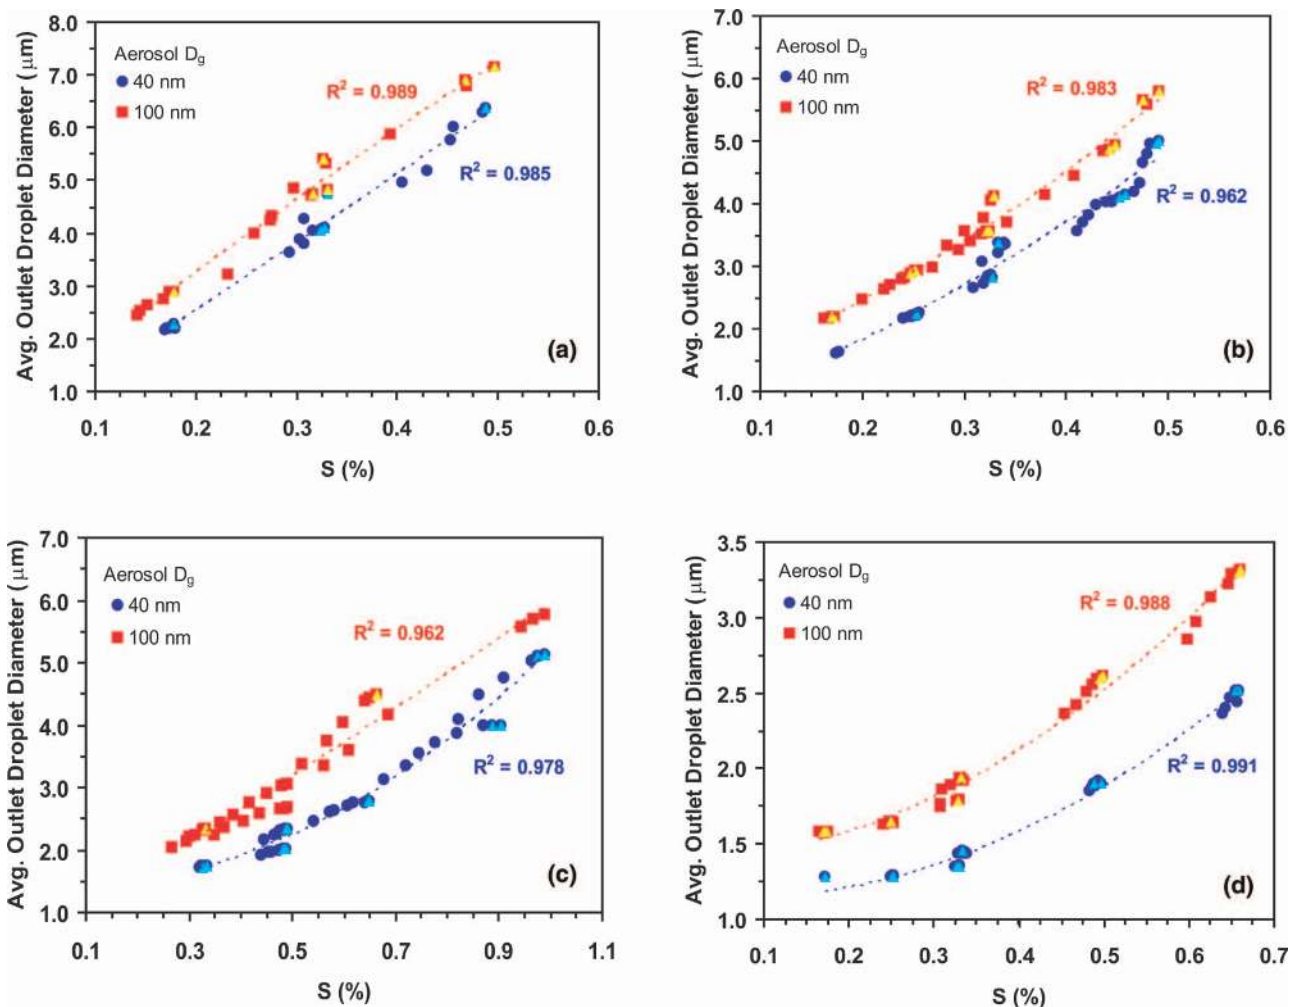 8.0
7.0
6.0
5.0
4.0
3.0
2.0
1.0
Avg. Outlet Droplet Diameter (μm)
Aerosol Dg
40 nm
100 nm
R² = 0.989
R² = 0.985
(a)
0.1 0.2 0.3 0.4 0.5 0.6
S (%)
7.0
6.0
5.0
4.0
3.0
2.0
1.0
Avg. Outlet Droplet Diameter (μm)
Aerosol Dg
40 nm
100 nm
R² = 0.983
R² = 0.962
(b)
0.1 0.2 0.3 0.4 0.5 0.6
S (%)
7.0
6.0
5.0
4.0
3.0
2.0
1.0
Avg. Outlet Droplet Diameter (μm)
Aerosol Dg
40 nm
100 nm
R² = 0.962
R² = 0.978
(c)
0.1 0.3 0.5 0.7 0.9 1.1
S (%)
3.5
3.0
2.5
2.0
1.5
1.0
Avg. Outlet Droplet Diameter (μm)
Aerosol Dg
40 nm
100 nm
R² = 0.988
R² = 0.991
(d)
0.1 0.2 0.3 0.4 0.5 0.6 0.7
S (%)